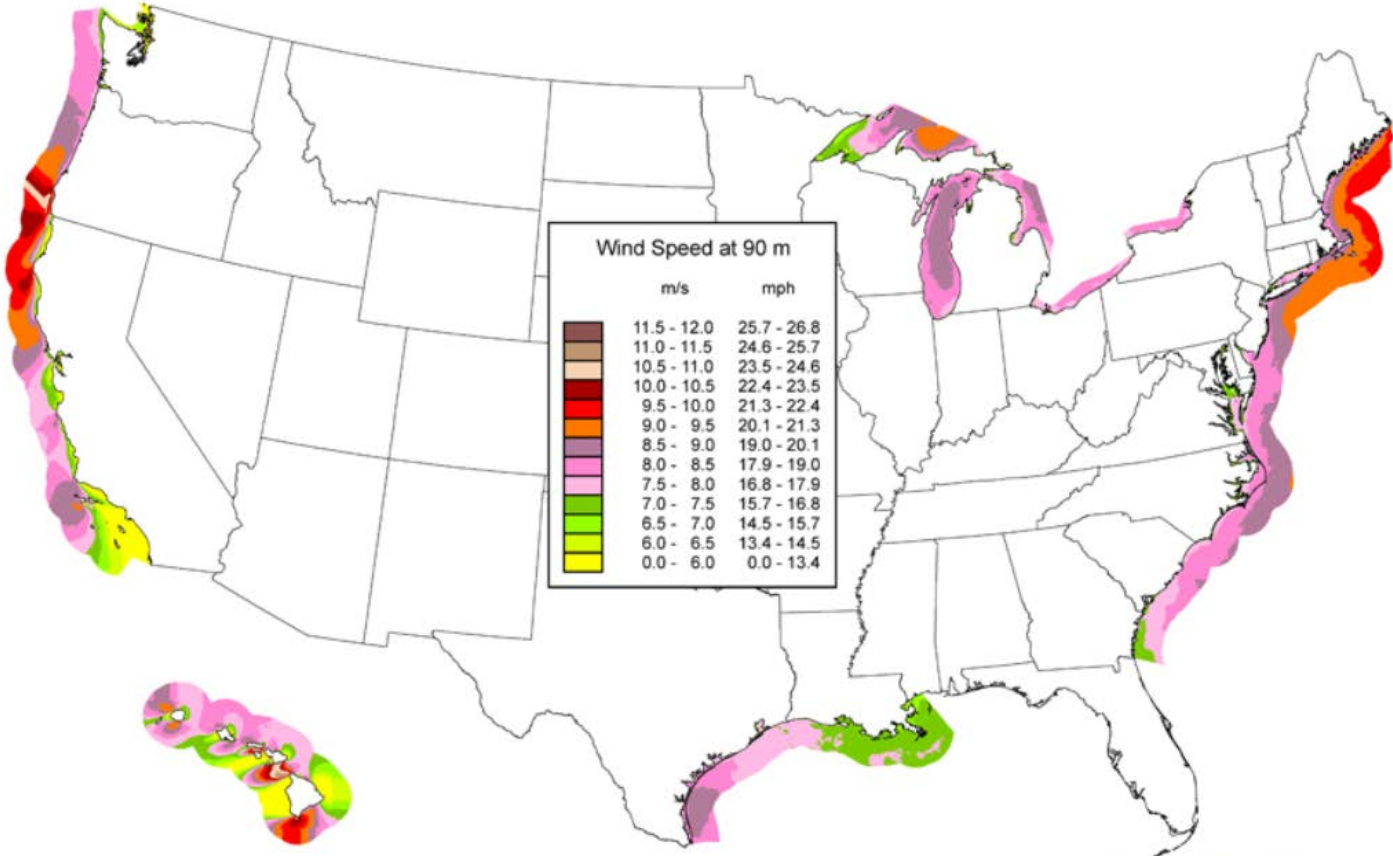 Wind Speed at 90 m
m/s mph
11.5 - 12.0 25.7 - 26.8
11.0 - 11.5 24.6 - 25.7
10.5 - 11.0 23.5 - 24.6
10.0 - 10.5 22.4 - 23.5
9.5 - 10.0 21.3 - 22.4
9.0 - 9.5 20.1 - 21.3
8.5 - 9.0 19.0 - 20.1
8.0 - 8.5 17.9 - 19.0
7.5 - 8.0 16.8 - 17.9
7.0 - 7.5 15.7 - 16.8
6.5 - 7.0 14.5 - 15.7
6.0 - 6.5 13.4 - 14.5
0.0 - 6.0 0.0 - 13.4